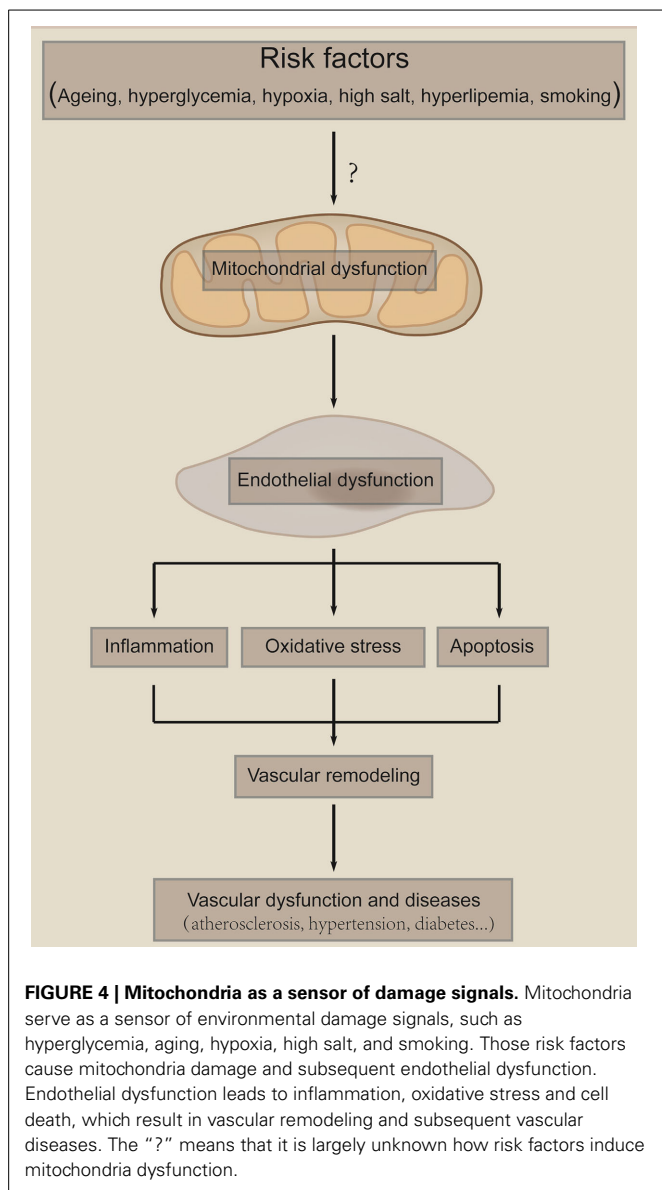 Risk factors
(Ageing, hyperglycemia, hypoxia, high salt, hyperlipemia, smoking)
?
Mitochondrial dysfunction
Endothelial dysfunction
Inflammation
Oxidative stress
Apoptosis
Vascular remodeling
Vascular dysfunction and diseases
(atherosclerosis, hypertension, diabetes...)
FIGURE 4 | Mitochondria as a sensor of damage signals. Mitochondria
serve as a sensor of environmental damage signals, such as
hyperglycemia, aging, hypoxia, high salt, and smoking. Those risk factors
cause mitochondria damage and subsequent endothelial dysfunction.
Endothelial dysfunction leads to inflammation, oxidative stress and cell
death, which result in vascular remodeling and subsequent vascular
diseases. The “?” means that it is largely unknown how risk factors induce
mitochondria dysfunction.